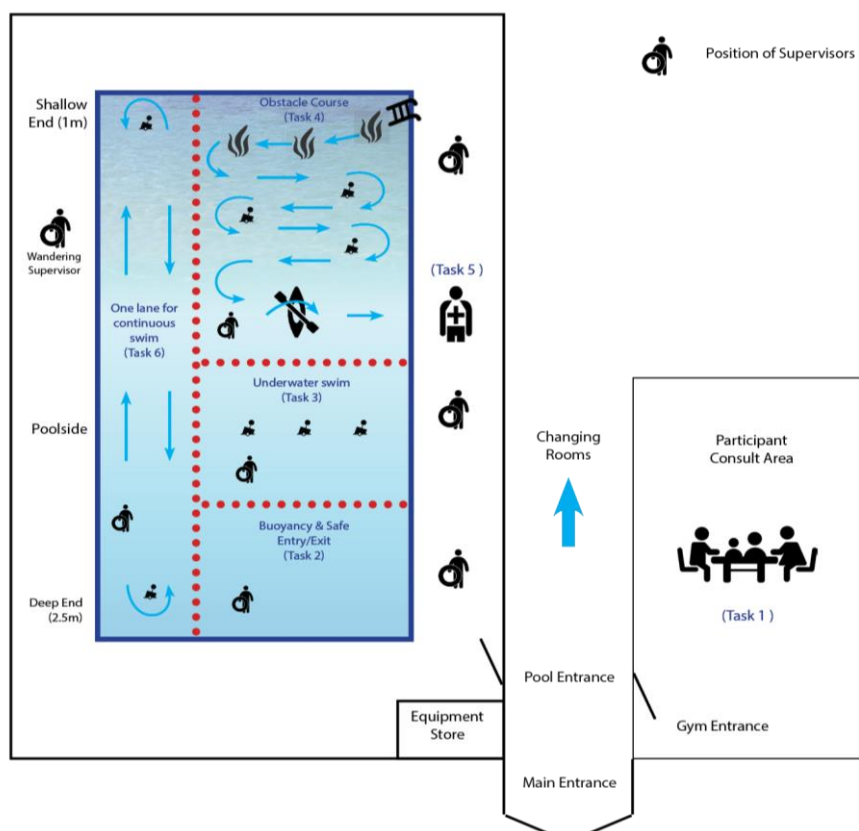 Position of Supervisors
Shallow
End (1m)
Obstacle Course
(Task 4)
Wandering
Supervisor
(Task 5 )
One lane for
continuous
swim
(Task 6)
Underwater swim
(Task 3)
Poolside
Changing
Rooms
Participant
Consult Area
Buoyancy & Safe
Entry/Exit
(Task 2)
Deep End
(2.5m)
(Task 1 )
Pool Entrance
Equipment
Store
Gym Entrance
Main Entrance